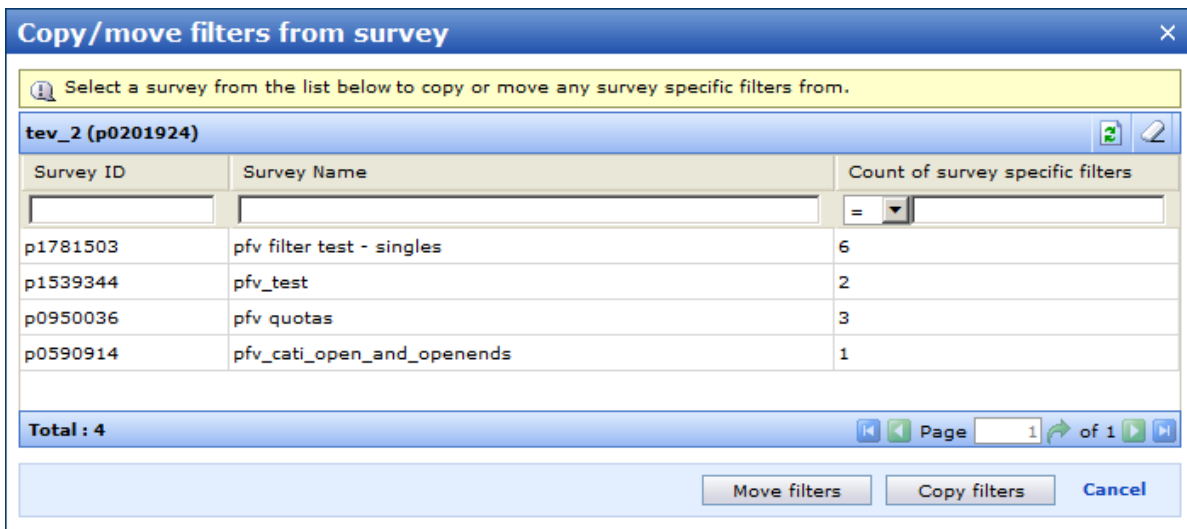 Copy/move filters from survey
Select a survey from the list below to copy or move any survey specific filters from.
tev_2 (p0201924)
Survey ID Survey Name Count of survey specific filters
=
p1781503 pfv filter test - singles 6
p1539344 pfv_test 2
p0950036 pfv quotas 3
p0590914 pfv_cati_open_and_openends 1
Total : 4 Page 1 of 1
Move filters Copy filters Cancel